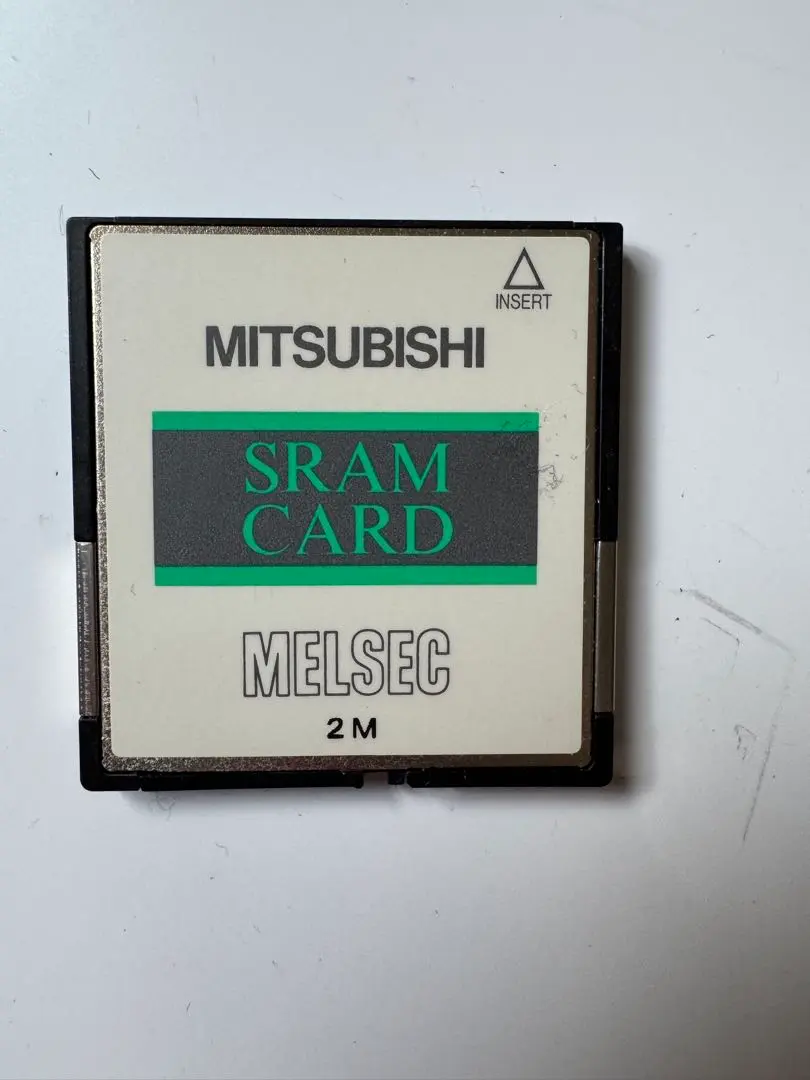 INSERT
MITSUBISHI
SRAM
CARD
MELSEC
2M